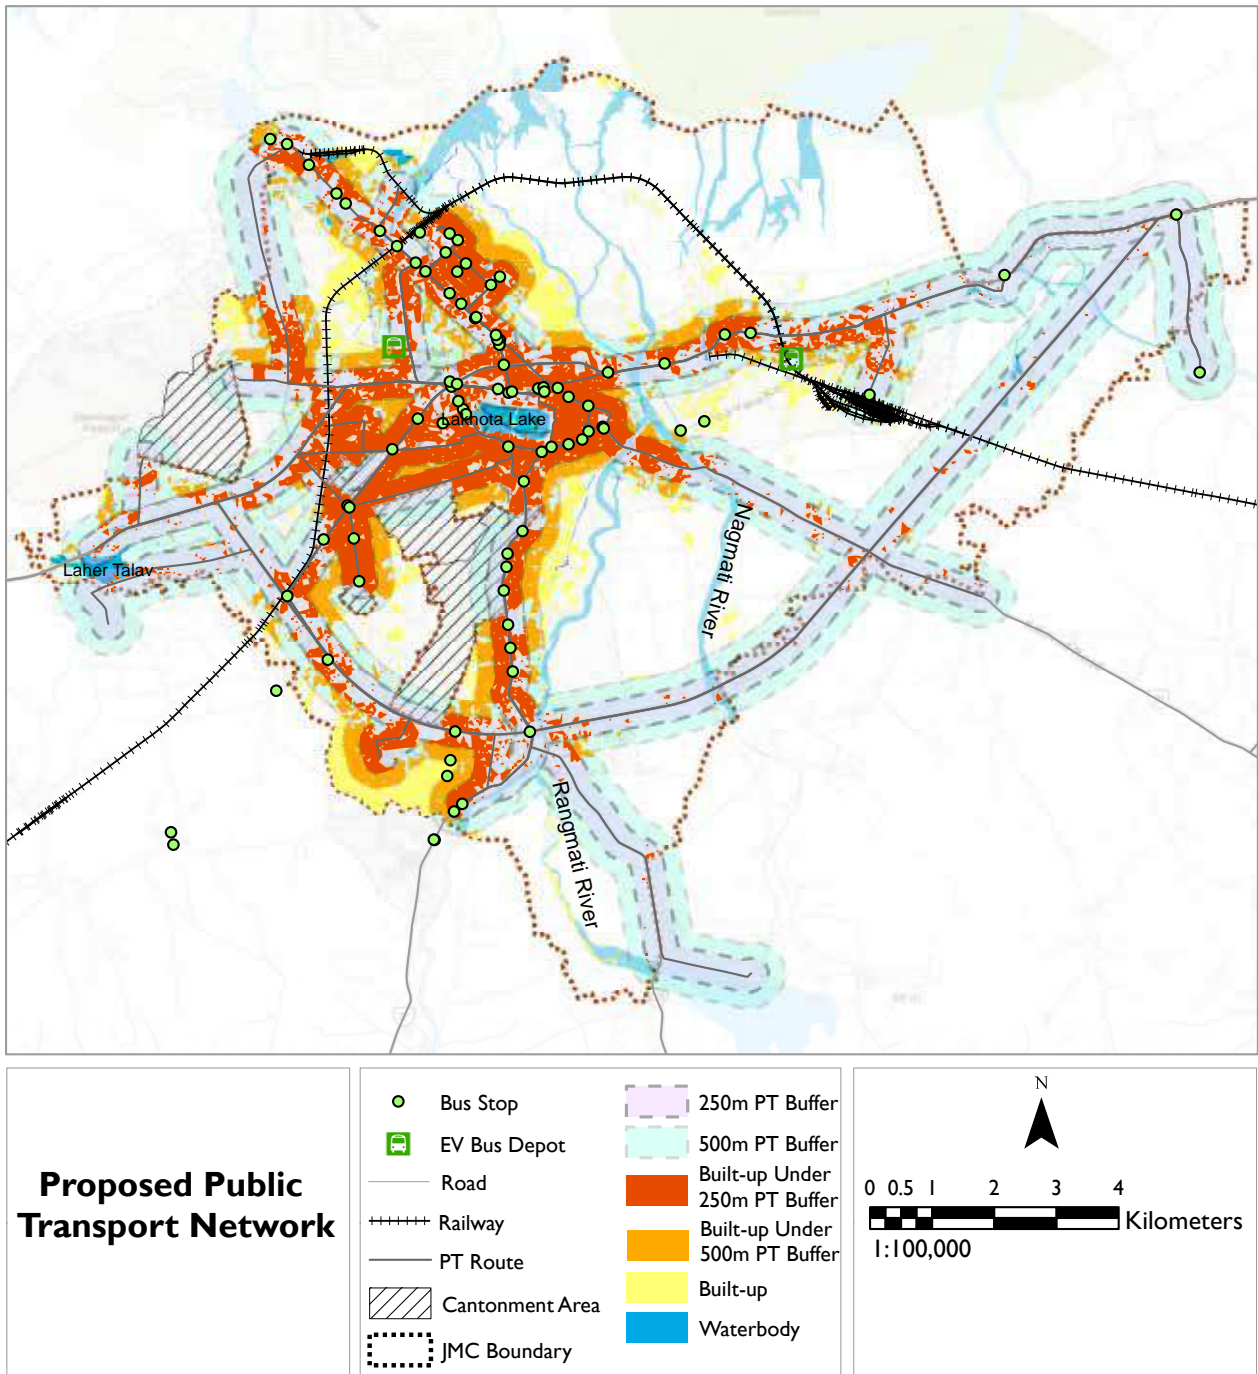 Lakhota Lake
Laher Talav
Nagmati River
Rangmati River
Proposed Public
Transport Network
Bus Stop
EV Bus Depot
Road
Railway
PT Route
Cantonment Area
JMC Boundary
250m PT Buffer
500m PT Buffer
Built-up Under
250m PT Buffer
Built-up Under
500m PT Buffer
Built-up
Waterbody
N
0 0.5 1 2 3 4
Kilometers
1:100,000